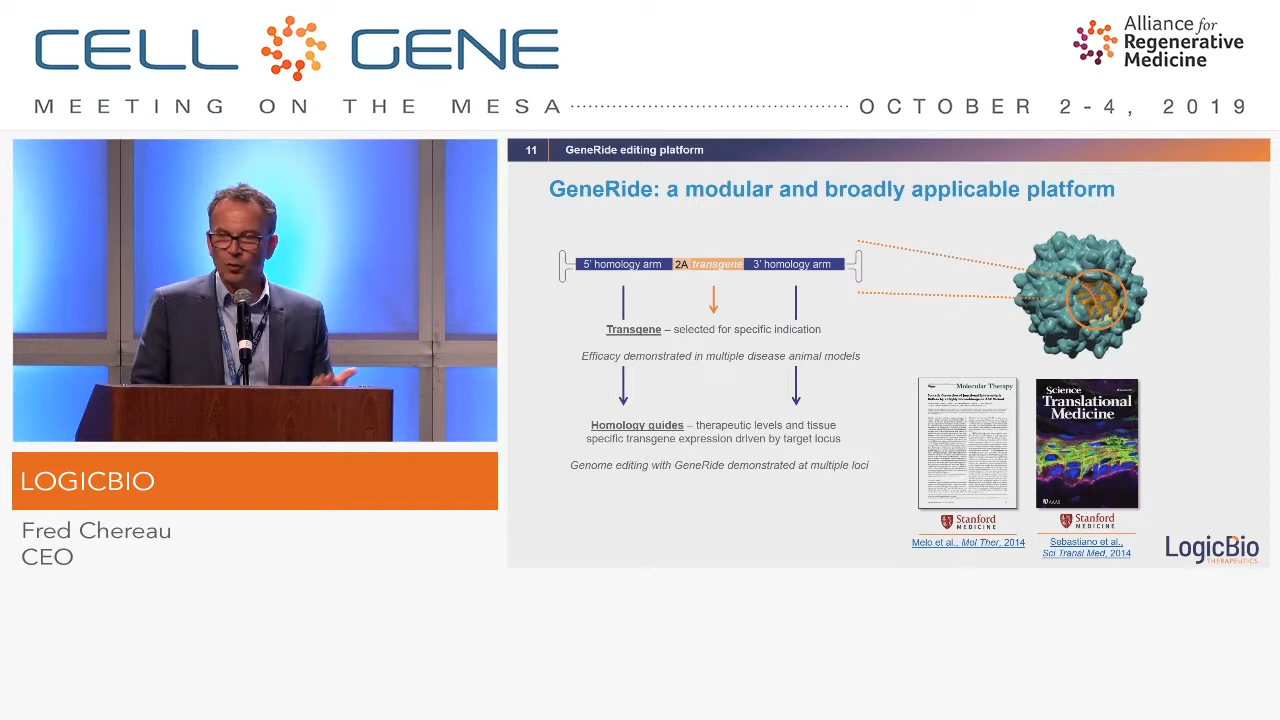 CELL GENE
MEETING ON THE MESA
OCTOBER 2-4, 2019
Alliance for
Regenerative
Medicine
11
GeneRide editing platform
GeneRide: a modular and broadly applicable platform
5' homology arm
2A
transgene
3' homology arm
Transgene – selected for specific indication
Efficacy demonstrated in multiple disease animal models
Homology guides – therapeutic levels and tissue
specific transgene expression driven by target locus
Genome editing with GeneRide demonstrated at multiple loci
Molecular Therapy
Science
Translational
Medicine
AAAS
Stanford
MEDICINE
Stanford
MEDICINE
Melo et al., Mol Ther, 2014
Sebastiano et al.,
Sci Transl Med, 2014
LogicBio
THERAPEUTICS
LOGICBIO
Fred Chereau
CEO